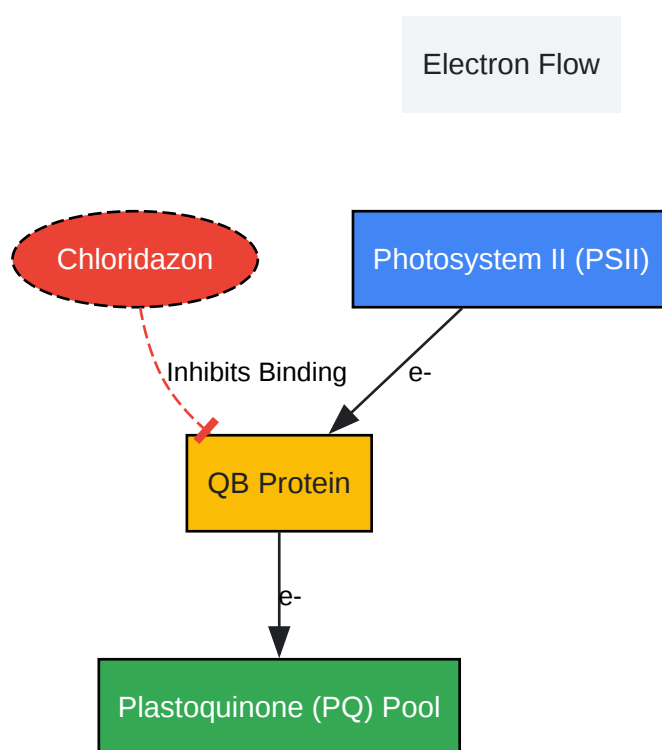 Electron Flow
Chloridazon
Photosystem II (PSII)
Inhibits Binding
e-
QB Protein
e-
Plastoquinone (PQ) Pool